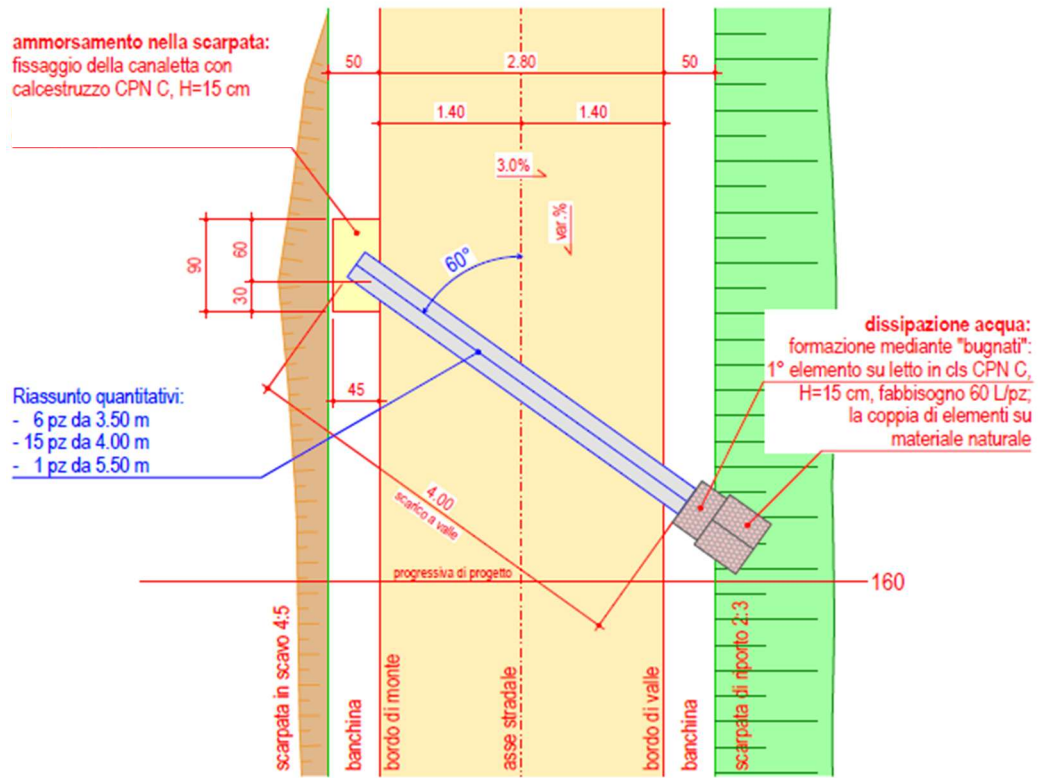 ammorsamento nella scarpata:
fissaggio della canaletta con
calcestruzzo CPN C, H=15 cm
50
2.80
50
1.40
1.40
3.0%
var.%
60°
90
60
30
45
dissipazione acqua:
formazione mediante "bugnati":
1° elemento su letto in cls CPN C,
H=15 cm, fabbisogno 60 L/pz;
la coppia di elementi su
materiale naturale
Riassunto quantitativi:
- 6 pz da 3.50 m
- 15 pz da 4.00 m
- 1 pz da 5.50 m
4.00
scarico a valle
progressiva di progetto
160
scarpata in scavo 4:5
banchina
bordo di monte
asse stradale
bordo di valle
banchina
scarpata di riporto 2:3